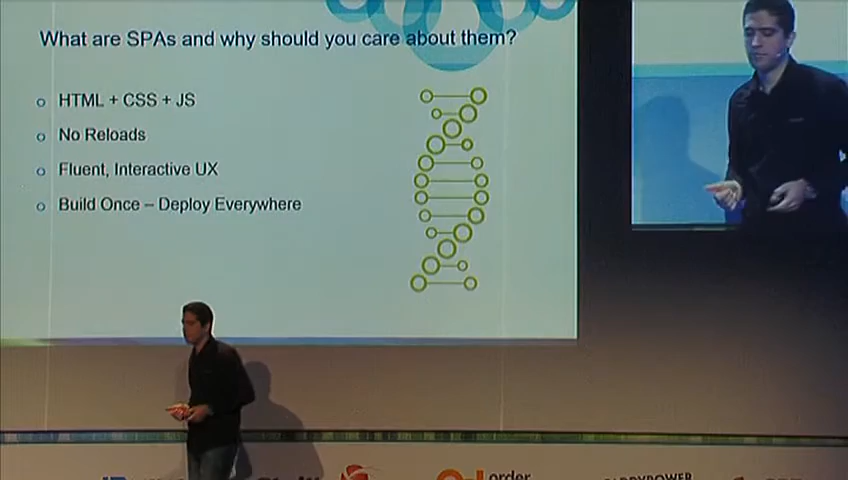 What are SPAs and why should you care about them?
HTML + CSS + JS
No Reloads
Fluent, Interactive UX
Build Once – Deploy Everywhere
order